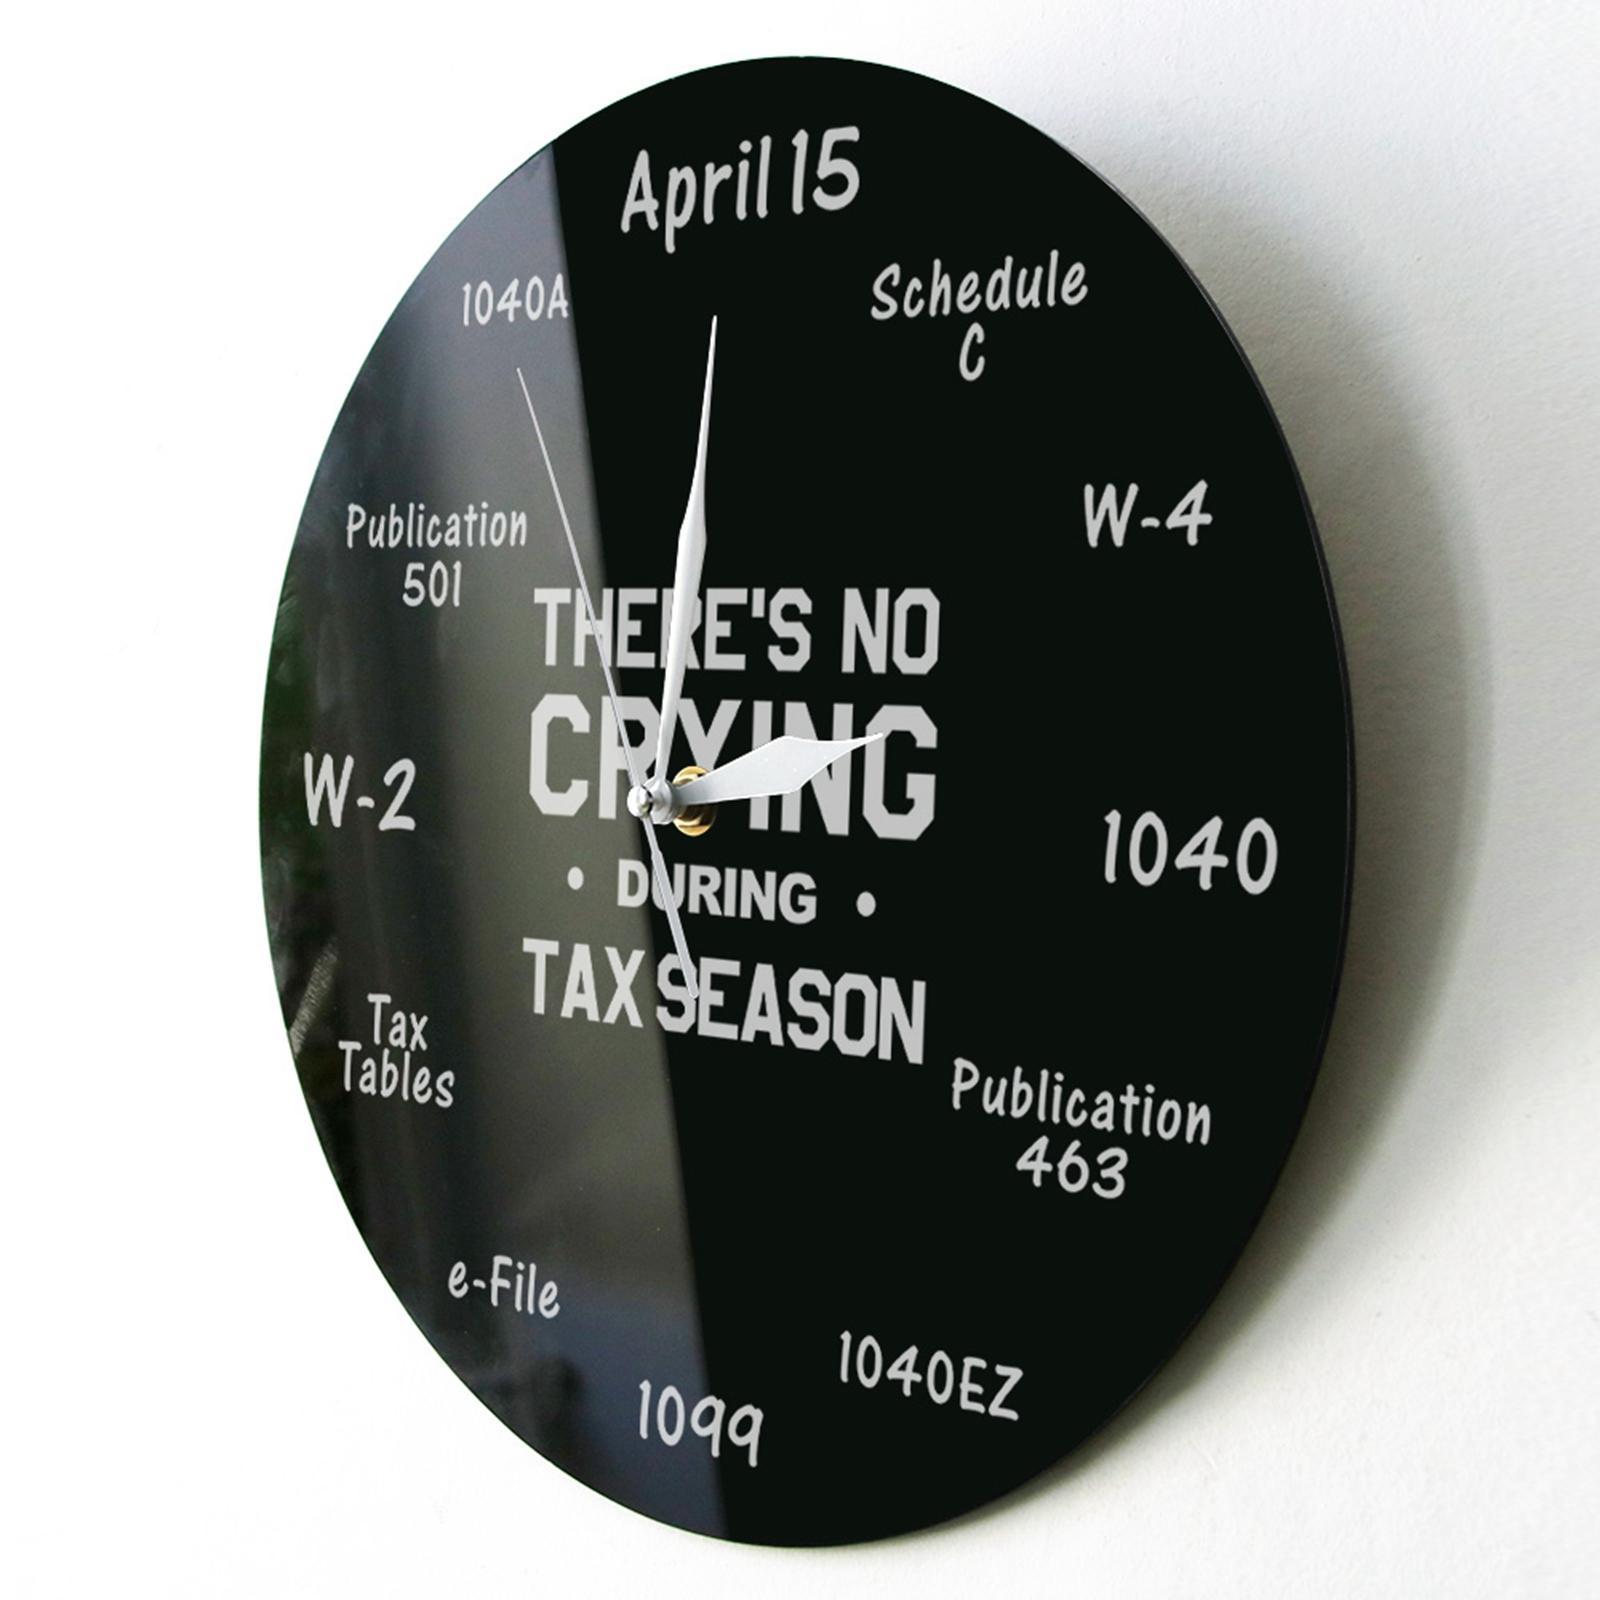 April 15
Schedule
C
W-4
1040
Publication
463
1040EZ
1099
e-File
Tax
Tables
W-2
Publication
501
1040A
THERE'S NO
CRYING
• DURING •
TAX SEASON